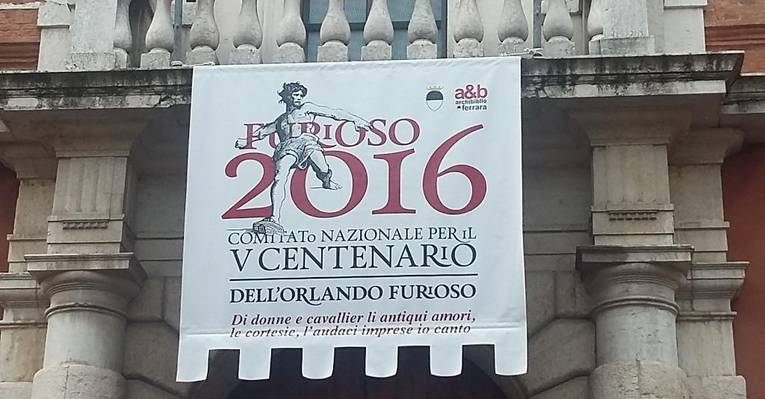 a&b
archibiblio
ferrara
FURIOSO
2016
COMITATo NAZIONALE PER iL
V CENTENARIO
DELL'ORLANDO FURIOSO
Di donne e cavallier li antiqui amori,
le cortesie, l'audaci imprese io canto